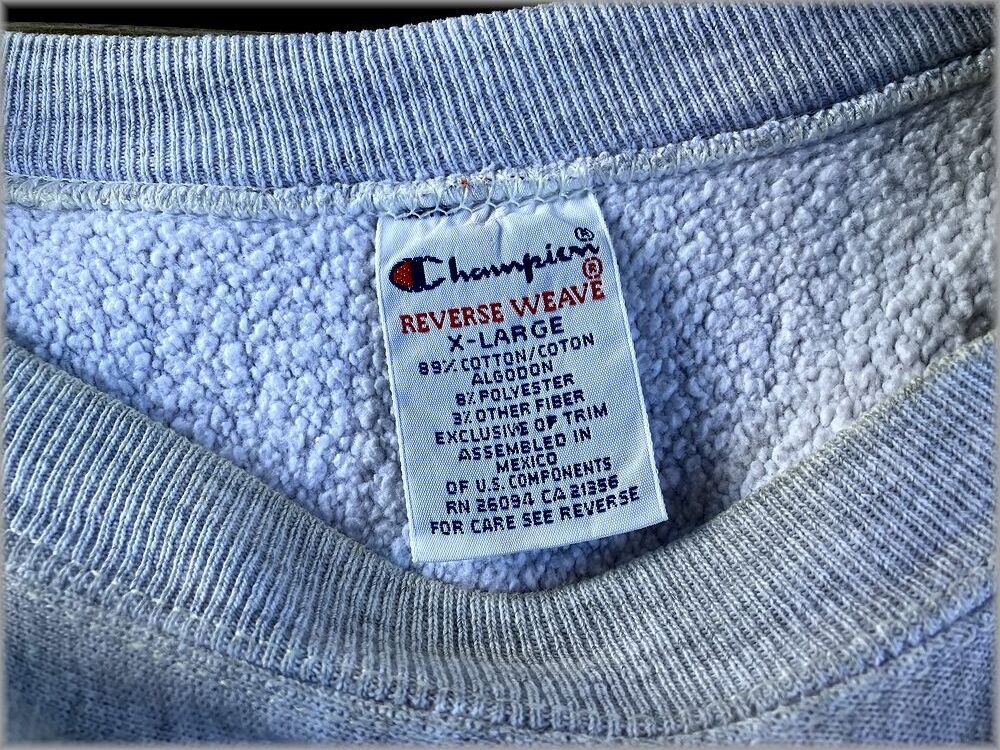 Champion®
REVERSE WEAVE®
X-LARGE
89% COTTON/COTON
ALGODON
8% POLYESTER
3% OTHER FIBER
EXCLUSIVE OF TRIM
ASSEMBLED IN
MEXICO
OF U.S. COMPONENTS
RN 26094 CA 21356
FOR CARE SEE REVERSE